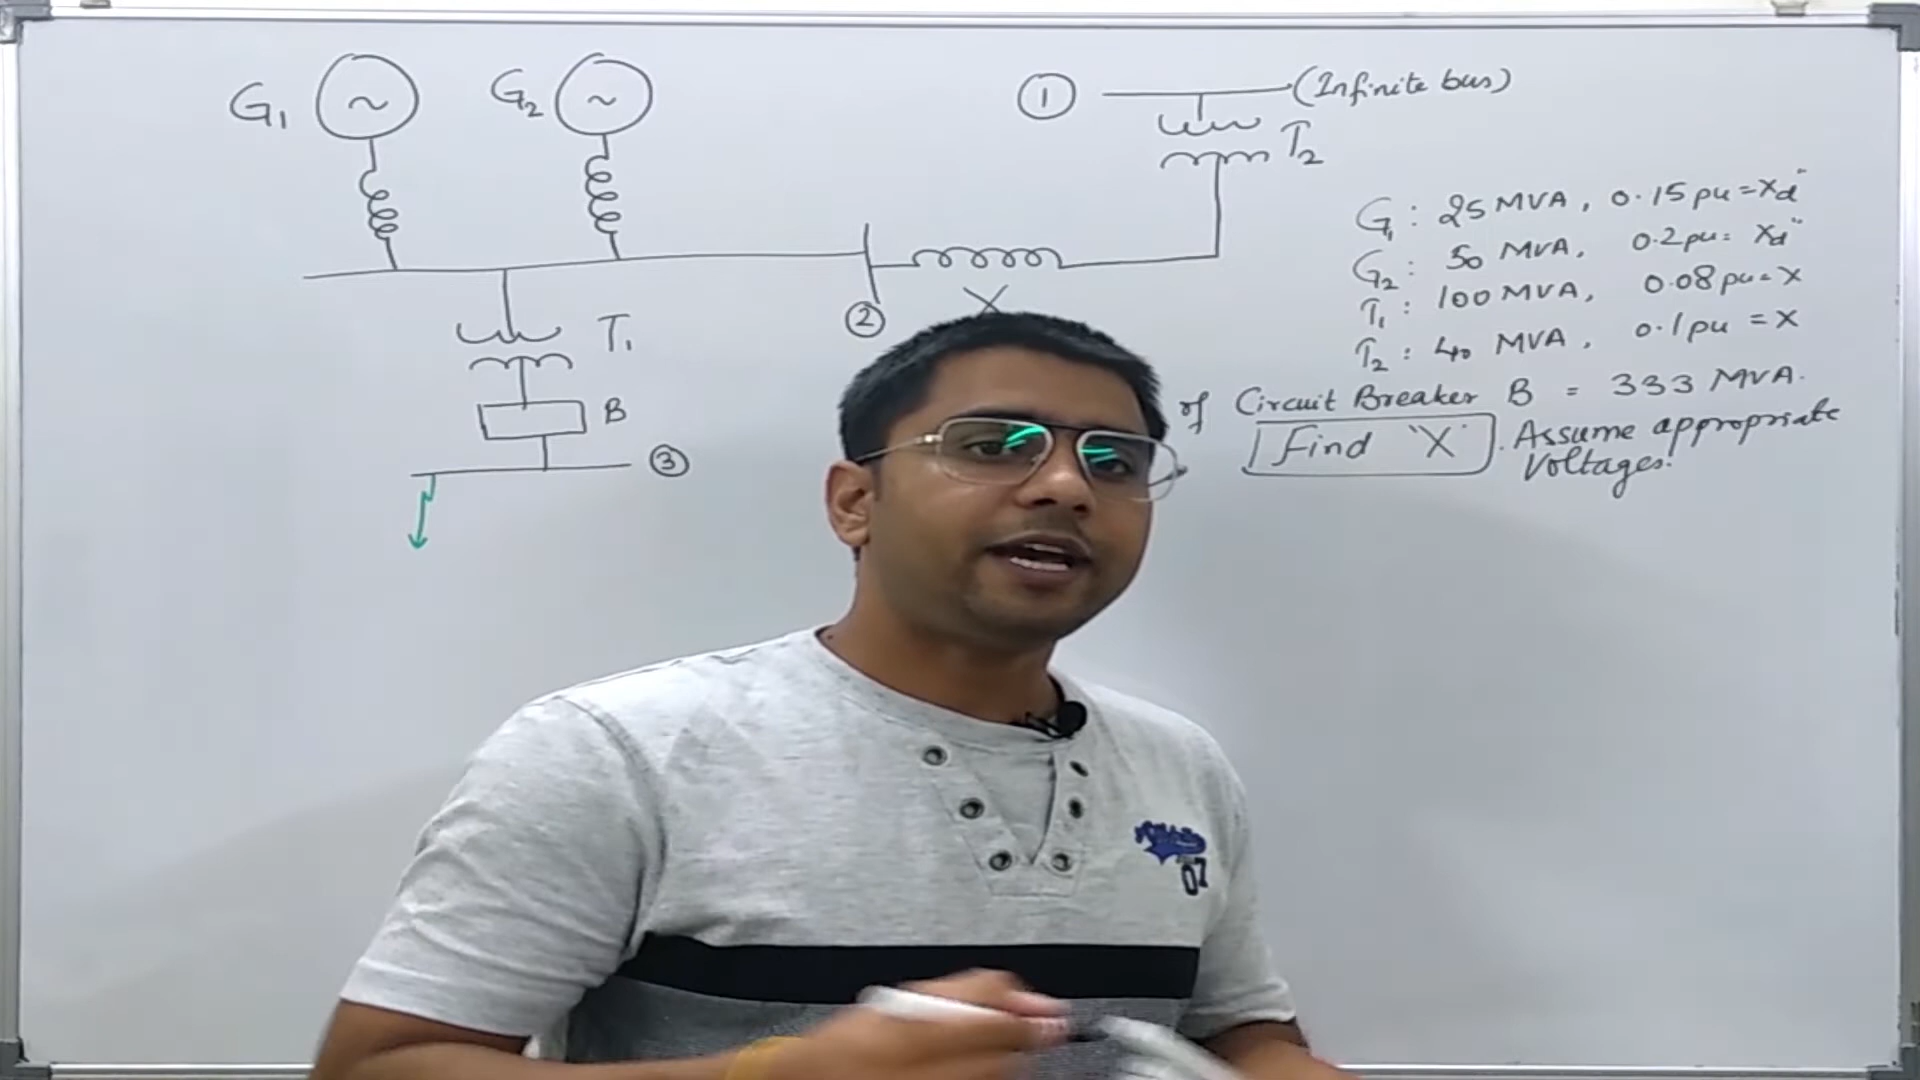 G₁
G₂
①
(Infinite bus)
T₂
②
X
T₁
B
③
G₁ : 25 MVA, 0.15 pu = Xd"
G₂ : 50 MVA, 0.2 pu = Xd"
T₁ : 100 MVA, 0.08 pu = X
T₂ : 40 MVA, 0.1 pu = X
of Circuit Breaker B = 333 MVA.
Find 'X'. Assume appropriate
Voltages.
07